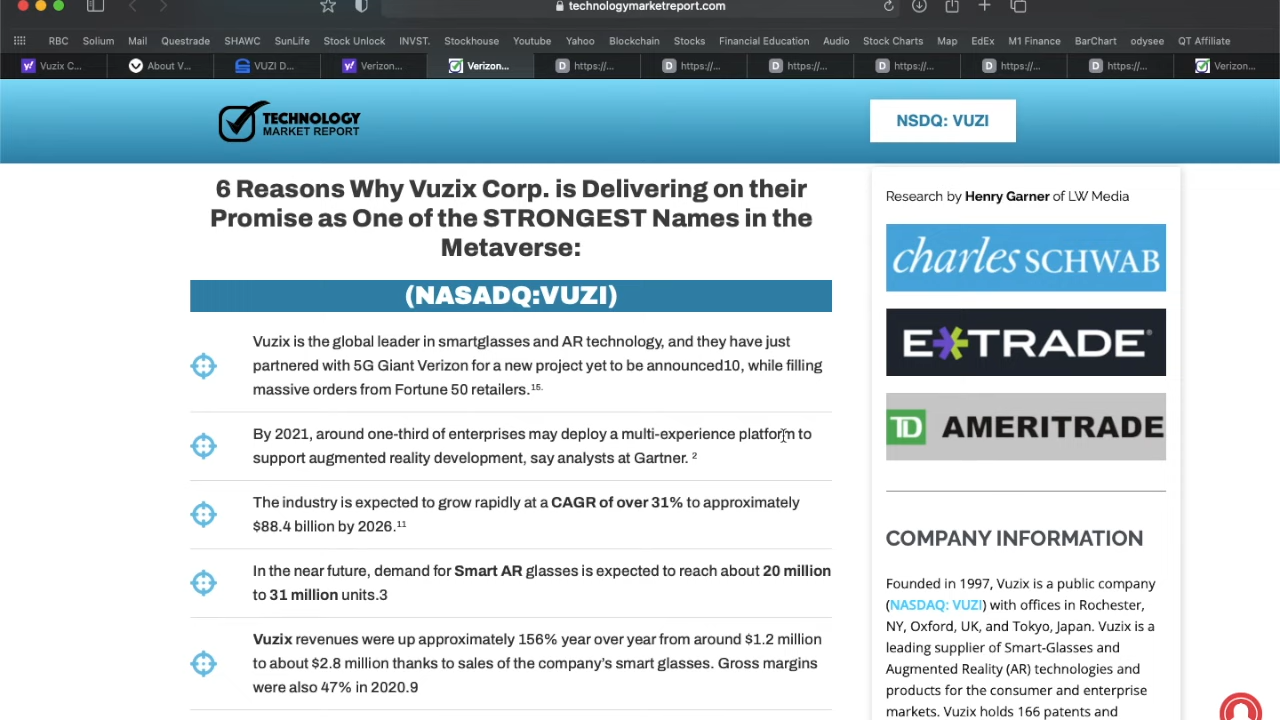 technologymarketreport.com
RBC Solium Mail Questrade SHAWC SunLife Stock Unlock INVST. Stockhouse Youtube Yahoo Blockchain Stocks Financial Education Audio Stock Charts Map EdEx M1 Finance BarChart odysee QT Affiliate
Vuzix C... About V... VUZI D... Verizon... Verizon... https://... https://... https://... https://... https://... https://... Verizon...
TECHNOLOGY
MARKET REPORT
NSDQ: VUZI
6 Reasons Why Vuzix Corp. is Delivering on their
Promise as One of the STRONGEST Names in the
Metaverse:
(NASADQ:VUZI)
Vuzix is the global leader in smartglasses and AR technology, and they have just
partnered with 5G Giant Verizon for a new project yet to be announced10, while filling
massive orders from Fortune 50 retailers.15.
By 2021, around one-third of enterprises may deploy a multi-experience platform to
support augmented reality development, say analysts at Gartner. 2
The industry is expected to grow rapidly at a CAGR of over 31% to approximately
$88.4 billion by 2026.11
In the near future, demand for Smart AR glasses is expected to reach about 20 million
to 31 million units.3
Vuzix revenues were up approximately 156% year over year from around $1.2 million
to about $2.8 million thanks to sales of the company's smart glasses. Gross margins
were also 47% in 2020.9
Research by Henry Garner of LW Media
charles SCHWAB
E*TRADE
TD AMERITRADE
COMPANY INFORMATION
Founded in 1997, Vuzix is a public company
(NASDAQ: VUZI) with offices in Rochester,
NY, Oxford, UK, and Tokyo, Japan. Vuzix is a
leading supplier of Smart-Glasses and
Augmented Reality (AR) technologies and
products for the consumer and enterprise
markets. Vuzix holds 166 patents and